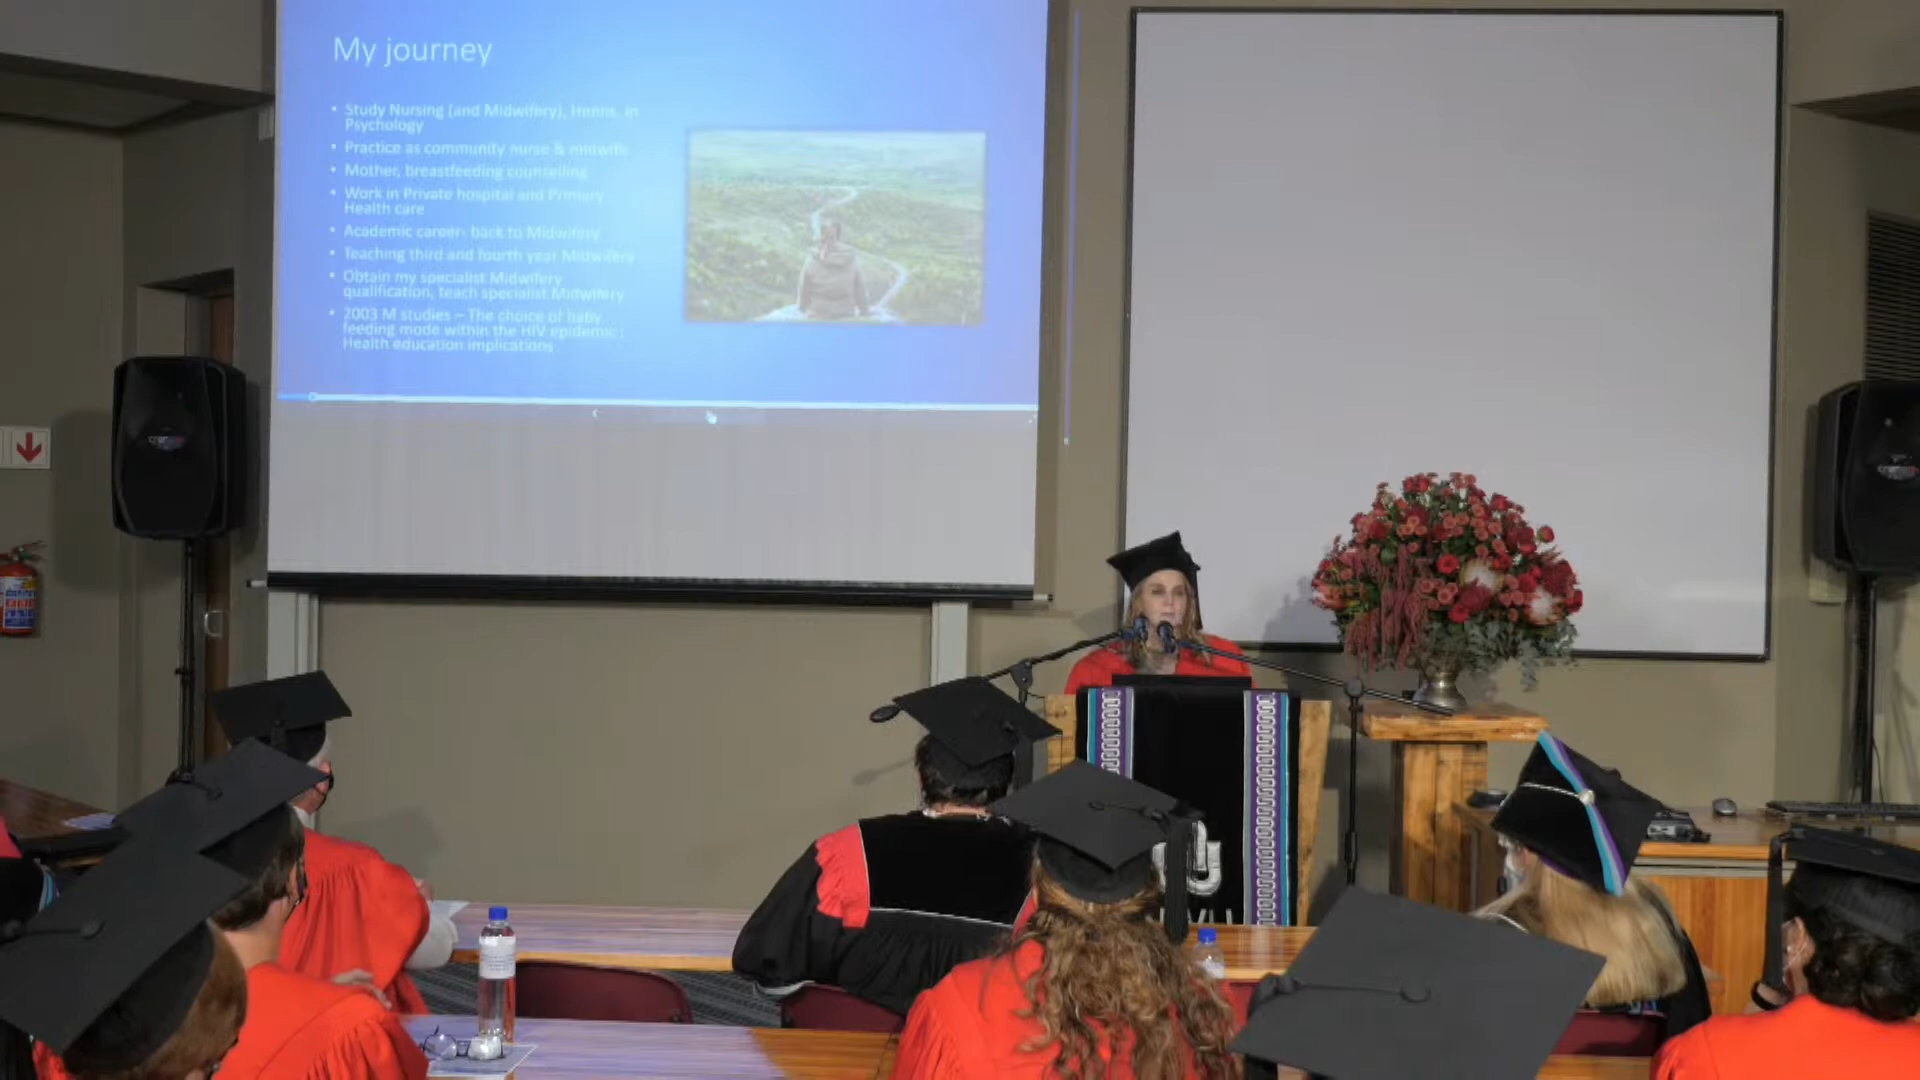 My journey
• Study Nursing (and Midwifery), Honns. in
Psychology
• Practice as community nurse & midwife
• Mother, breastfeeding counselling
• Work in Private hospital and Primary
Health care
• Academic career- back to Midwifery
• Teaching third and fourth year Midwifery
• Obtain my specialist Midwifery
qualification, teach specialist Midwifery
• 2003 M studies – The choice of baby
feeding mode within the HIV epidemic :
Health education implications